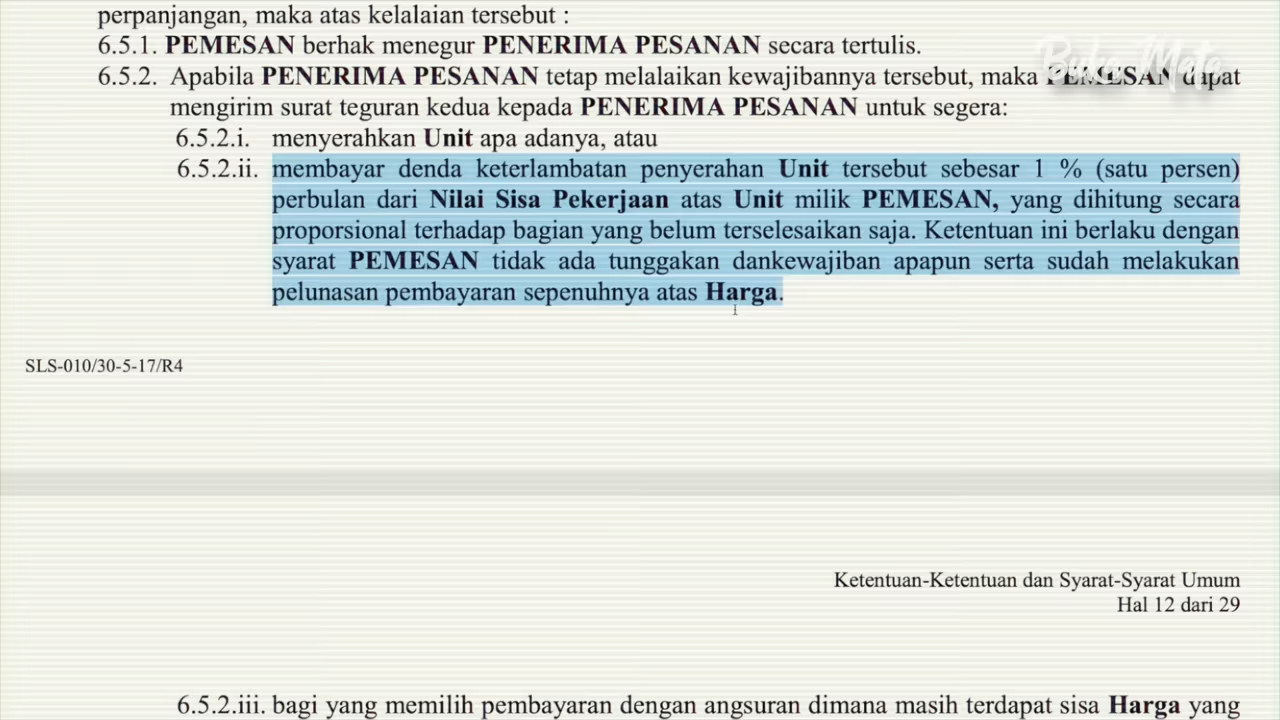 perpanjangan, maka atas kelalaian tersebut :
6.5.1. PEMESAN berhak menegur PENERIMA PESANAN secara tertulis.
Buka Mata
6.5.2. Apabila PENERIMA PESANAN tetap melalaikan kewajibannya tersebut, maka PEMESAN dapat
mengirim surat teguran kedua kepada PENERIMA PESANAN untuk segera:
6.5.2.i. menyerahkan Unit apa adanya, atau
6.5.2.ii. membayar denda keterlambatan penyerahan Unit tersebut sebesar 1 % (satu persen)
perbulan dari Nilai Sisa Pekerjaan atas Unit milik PEMESAN, yang dihitung secara
proporsional terhadap bagian yang belum terselesaikan saja. Ketentuan ini berlaku dengan
syarat PEMESAN tidak ada tunggakan dankewajiban apapun serta sudah melakukan
pelunasan pembayaran sepenuhnya atas Harga.
SLS-010/30-5-17/R4
Ketentuan-Ketentuan dan Syarat-Syarat Umum
Hal 12 dari 29
6.5.2.iii. bagi yang memilih pembayaran dengan angsuran dimana masih terdapat sisa Harga yang